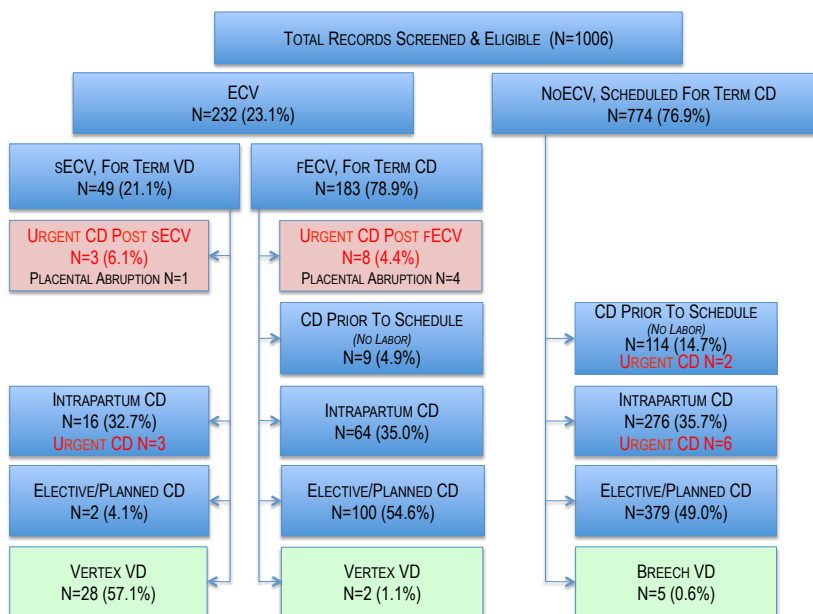 TOTAL RECORDS SCREENED & ELIGIBLE (N=1006)
ECV
N=232 (23.1%)
NOECV, SCHEDULED FOR TERM CD
N=774 (76.9%)
SECV, FOR TERM VD
N=49 (21.1%)
FECV, FOR TERM CD
N=183 (78.9%)
URGENT CD POST SECV
N=3 (6.1%)
PLACENTAL ABRUPTION N=1
URGENT CD POST FECV
N=8 (4.4%)
PLACENTAL ABRUPTION N=4
CD PRIOR TO SCHEDULE
(NO LABOR)
N=9 (4.9%)
CD PRIOR TO SCHEDULE
(NO LABOR)
N=114 (14.7%)
URGENT CD N=2
INTRAPARTUM CD
N=16 (32.7%)
URGENT CD N=3
INTRAPARTUM CD
N=64 (35.0%)
INTRAPARTUM CD
N=276 (35.7%)
URGENT CD N=6
ELECTIVE/PLANNED CD
N=2 (4.1%)
ELECTIVE/PLANNED CD
N=100 (54.6%)
ELECTIVE/PLANNED CD
N=379 (49.0%)
VERTEX VD
N=28 (57.1%)
VERTEX VD
N=2 (1.1%)
BREECH VD
N=5 (0.6%)